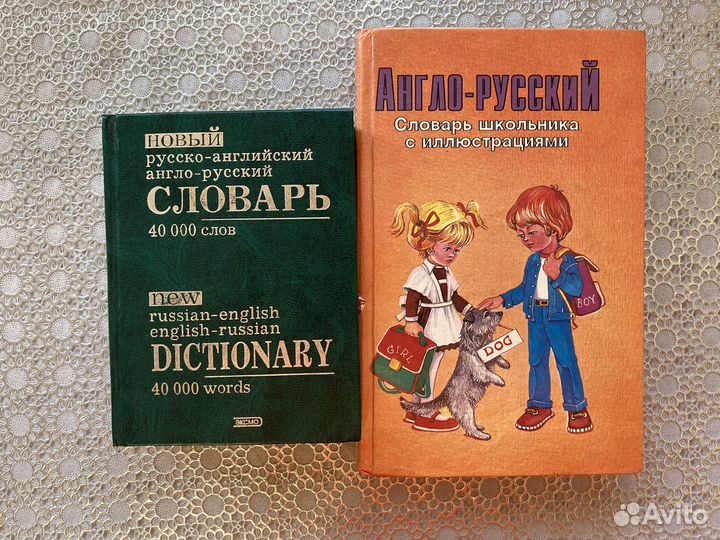 новый
русско-английский
англо-русский
СЛОВАРЬ
40 000 слов
new
russian-english
english-russian
DICTIONARY
40 000 words
ЭКСМО
Англо-русский
Словарь школьника
с иллюстрациями
GIRL
DOG
BOY
Avito